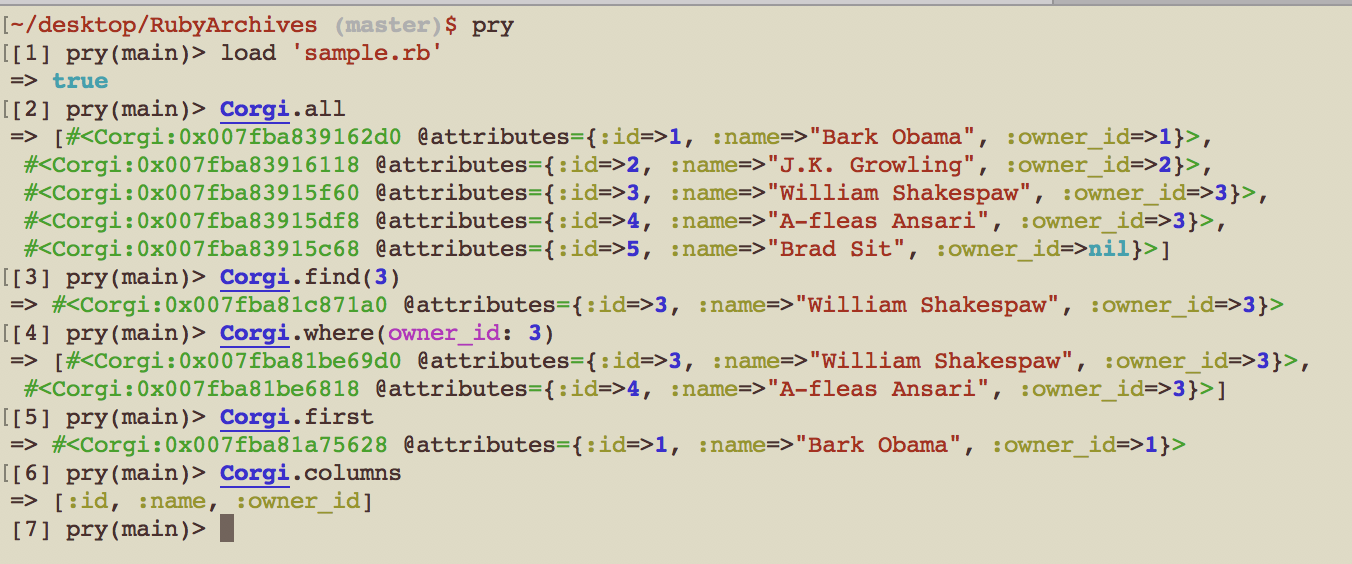 [~/desktop/RubyArchives (master)$ pry
[[1] pry(main)> load 'sample.rb'
=> true
[[2] pry(main)> Corgi.all
=> [#<Corgi:0x007fba839162d0 @attributes={:id=>1, :name=>"Bark Obama", :owner_id=>1}>,
#<Corgi:0x007fba83916118 @attributes={:id=>2, :name=>"J.K. Growling", :owner_id=>2}>,
#<Corgi:0x007fba83915f60 @attributes={:id=>3, :name=>"William Shakespaw", :owner_id=>3}>,
#<Corgi:0x007fba83915df8 @attributes={:id=>4, :name=>"A-fleas Ansari", :owner_id=>3}>,
#<Corgi:0x007fba83915c68 @attributes={:id=>5, :name=>"Brad Sit", :owner_id=>nil}>]
[[3] pry(main)> Corgi.find(3)
=> #<Corgi:0x007fba81c871a0 @attributes={:id=>3, :name=>"William Shakespaw", :owner_id=>3}>
[[4] pry(main)> Corgi.where(owner_id: 3)
=> [#<Corgi:0x007fba81be69d0 @attributes={:id=>3, :name=>"William Shakespaw", :owner_id=>3}>,
#<Corgi:0x007fba81be6818 @attributes={:id=>4, :name=>"A-fleas Ansari", :owner_id=>3}>]
[[5] pry(main)> Corgi.first
=> #<Corgi:0x007fba81a75628 @attributes={:id=>1, :name=>"Bark Obama", :owner_id=>1}>
[[6] pry(main)> Corgi.columns
=> [:id, :name, :owner_id]
[7] pry(main)>